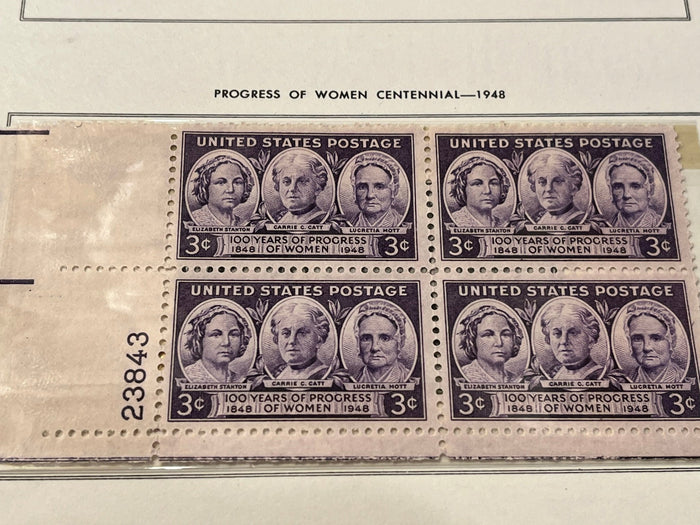 PROGRESS OF WOMEN CENTENNIAL—1948
UNITED STATES POSTAGE
ELIZABETH STANTON CARRIE C. CATT LUCRETIA MOTT
3¢ 100 YEARS OF PROGRESS 3¢
1848 OF WOMEN 1948
UNITED STATES POSTAGE
ELIZABETH STANTON CARRIE C. CATT LUCRETIA MOTT
3¢ 100 YEARS OF PROGRESS 3¢
1848 OF WOMEN 1948
23843
UNITED STATES POSTAGE
ELIZABETH STANTON CARRIE C. CATT LUCRETIA MOTT
3¢ 100 YEARS OF PROGRESS 3¢
1848 OF WOMEN 1948
UNITED STATES POSTAGE
ELIZABETH STANTON CARRIE C. CATT LUCRETIA MOTT
3¢ 100 YEARS OF PROGRESS 3¢
1848 OF WOMEN 1948